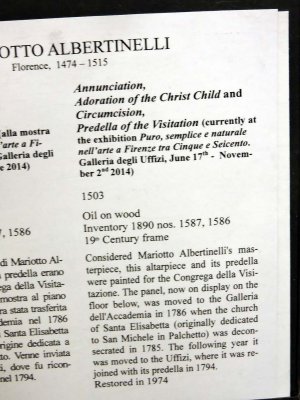 OTTO ALBERTINELLI
Florence, 1474 – 1515
Annunciation,
Adoration of the Christ Child and
Circumcision,
Predella of the Visitation (currently at
the exhibition Puro, semplice e naturale
nell'arte a Firenze tra Cinque e Seicento.
Galleria degli Uffizi, June 17th - Novem-
ber 2nd 2014)
1503
Oil on wood
Inventory 1890 nos. 1587, 1586
19th Century frame
Considered Mariotto Albertinelli's mas-
terpiece, this altarpiece and its predella
were painted for the Congrega della Visi-
tazione. The panel, now on display on the
floor below, was moved to the Galleria
dell'Accademia in 1786 when the church
of Santa Elisabetta (originally dedicated
to San Michele in Palchetto) was decon-
secrated in 1785. The following year it
was moved to the Uffizi, where it was re-
joined with its predella in 1794.
Restored in 1974
(alla mostra
l'arte a Fi-
Galleria degli
e 2014)
7, 1586
di Mariotto Al-
predella erano
ega della Visita-
mostra al piano
era stata trasferita
demia nel 1786
i Santa Elisabetta
origine dedicata a
tto. Venne inviata
zi, dove fu ricon-
nel 1794.